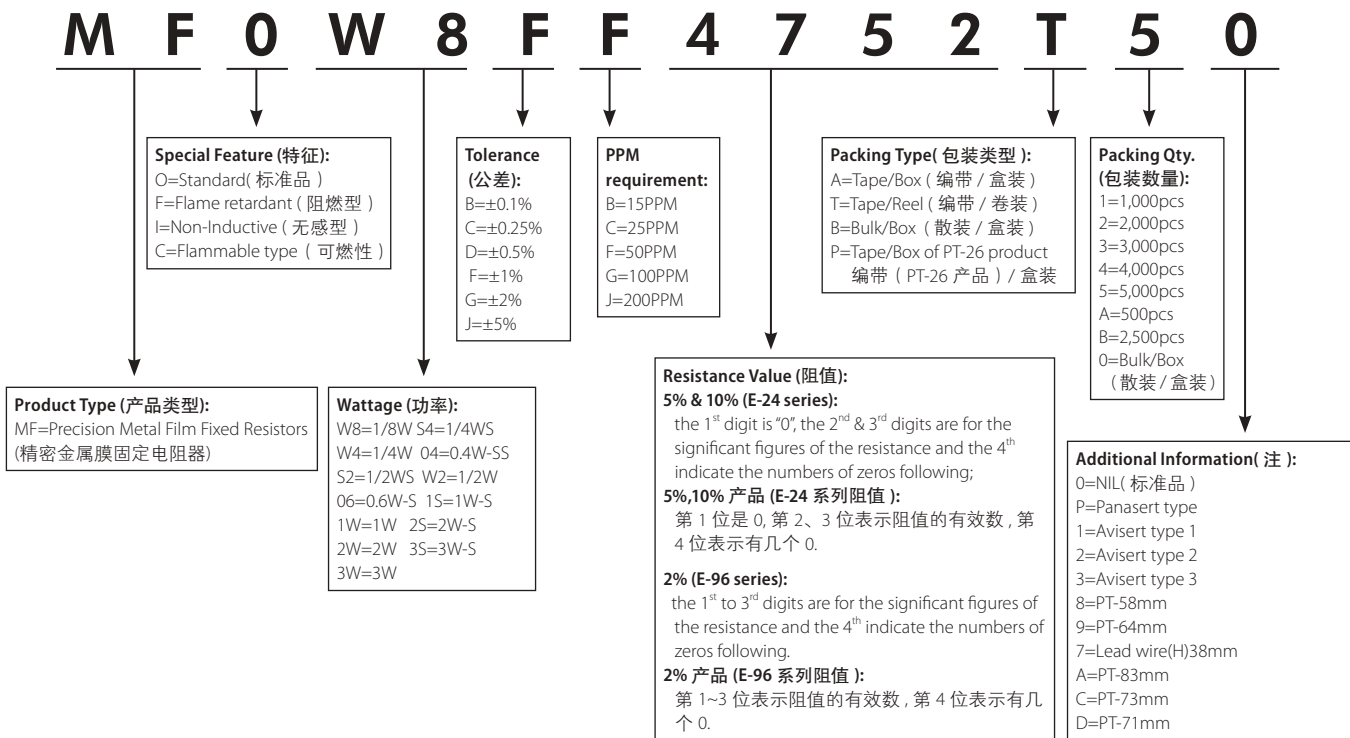 M F 0 W 8 F F 4 7 5 2 T 5 0
Special Feature (特征):
O=Standard( 标准品 )
F=Flame retardant ( 阻燃型 )
I=Non-Inductive ( 无感型 )
C=Flammable type ( 可燃性 )
Tolerance
(公差):
B=±0.1%
C=±0.25%
D=±0.5%
F=±1%
G=±2%
J=±5%
PPM
requirement:
B=15PPM
C=25PPM
F=50PPM
G=100PPM
J=200PPM
Packing Type( 包装类型 ):
A=Tape/Box ( 编带 / 盒装 )
T=Tape/Reel ( 编带 / 卷装 )
B=Bulk/Box ( 散装 / 盒装 )
P=Tape/Box of PT-26 product
编带 ( PT-26 产品 ) / 盒装
Packing Qty.
(包装数量):
1=1,000pcs
2=2,000pcs
3=3,000pcs
4=4,000pcs
5=5,000pcs
A=500pcs
B=2,500pcs
0=Bulk/Box
( 散装 / 盒装 )
Product Type (产品类型):
MF=Precision Metal Film Fixed Resistors
(精密金属膜固定电阻器)
Wattage (功率):
W8=1/8W S4=1/4WS
W4=1/4W 04=0.4W-SS
S2=1/2WS W2=1/2W
06=0.6W-S 1S=1W-S
1W=1W 2S=2W-S
2W=2W 3S=3W-S
3W=3W
Resistance Value (阻值):
5% & 10% (E-24 series):
the 1st digit is "0", the 2nd & 3rd digits are for the
significant figures of the resistance and the 4th
indicate the numbers of zeros following;
5%,10% 产品 (E-24 系列阻值 ):
第 1 位是 0, 第 2、3 位表示阻值的有效数 , 第
4 位表示有几个 0.
2% (E-96 series):
the 1st to 3rd digits are for the significant figures of
the resistance and the 4th indicate the numbers of
zeros following.
2% 产品 (E-96 系列阻值 ):
第 1~3 位表示阻值的有效数 , 第 4 位表示有几
个 0.
Additional Information( 注 ):
0=NIL( 标准品 )
P=Panasert type
1=Avisert type 1
2=Avisert type 2
3=Avisert type 3
8=PT-58mm
9=PT-64mm
7=Lead wire(H)38mm
A=PT-83mm
C=PT-73mm
D=PT-71mm